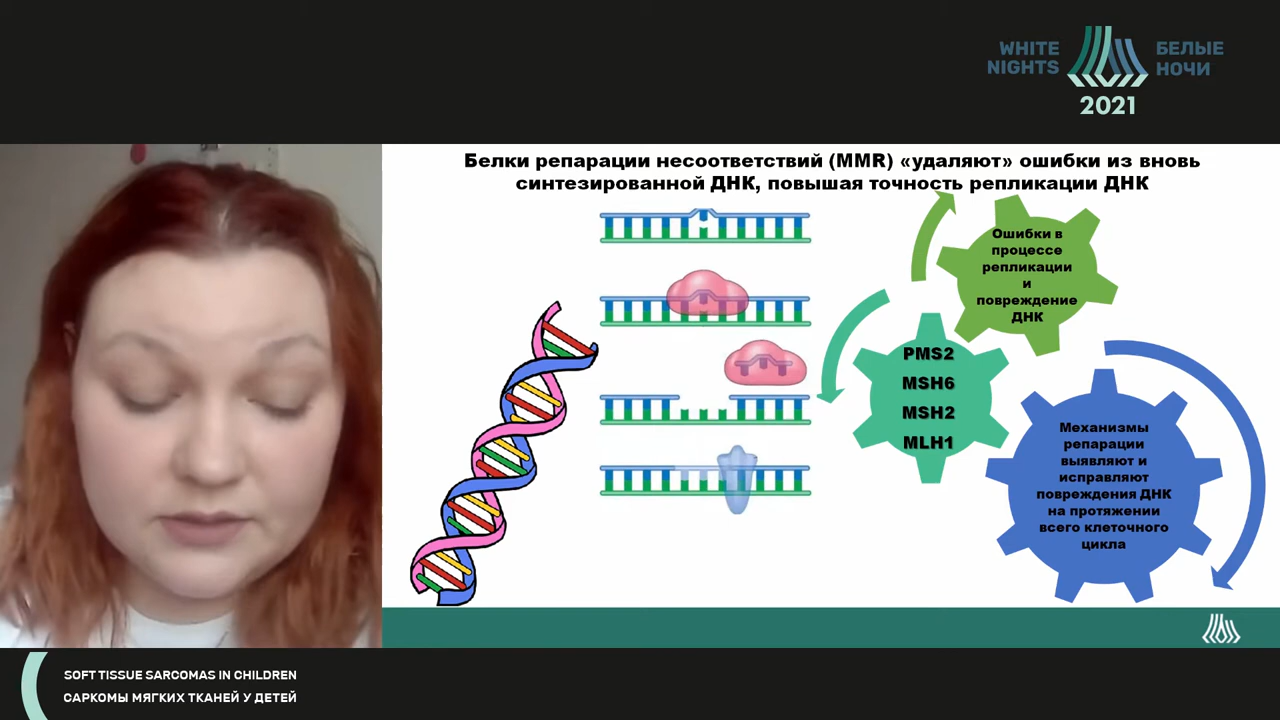 WHITE
NIGHTS
БЕЛЫЕ
НОЧИ
2021
Белки репарации несоответствий (MMR) «удаляют» ошибки из вновь
синтезированной ДНК, повышая точность репликации ДНК
Ошибки в
процессе
репликации
и
повреждение
ДНК
PMS2
MSH6
MSH2
MLH1
Механизмы
репарации
выявляют и
исправляют
повреждения ДНК
на протяжении
всего клеточного
цикла
SOFT TISSUE SARCOMAS IN CHILDREN
САРКОМЫ МЯГКИХ ТКАНЕЙ У ДЕТЕЙ